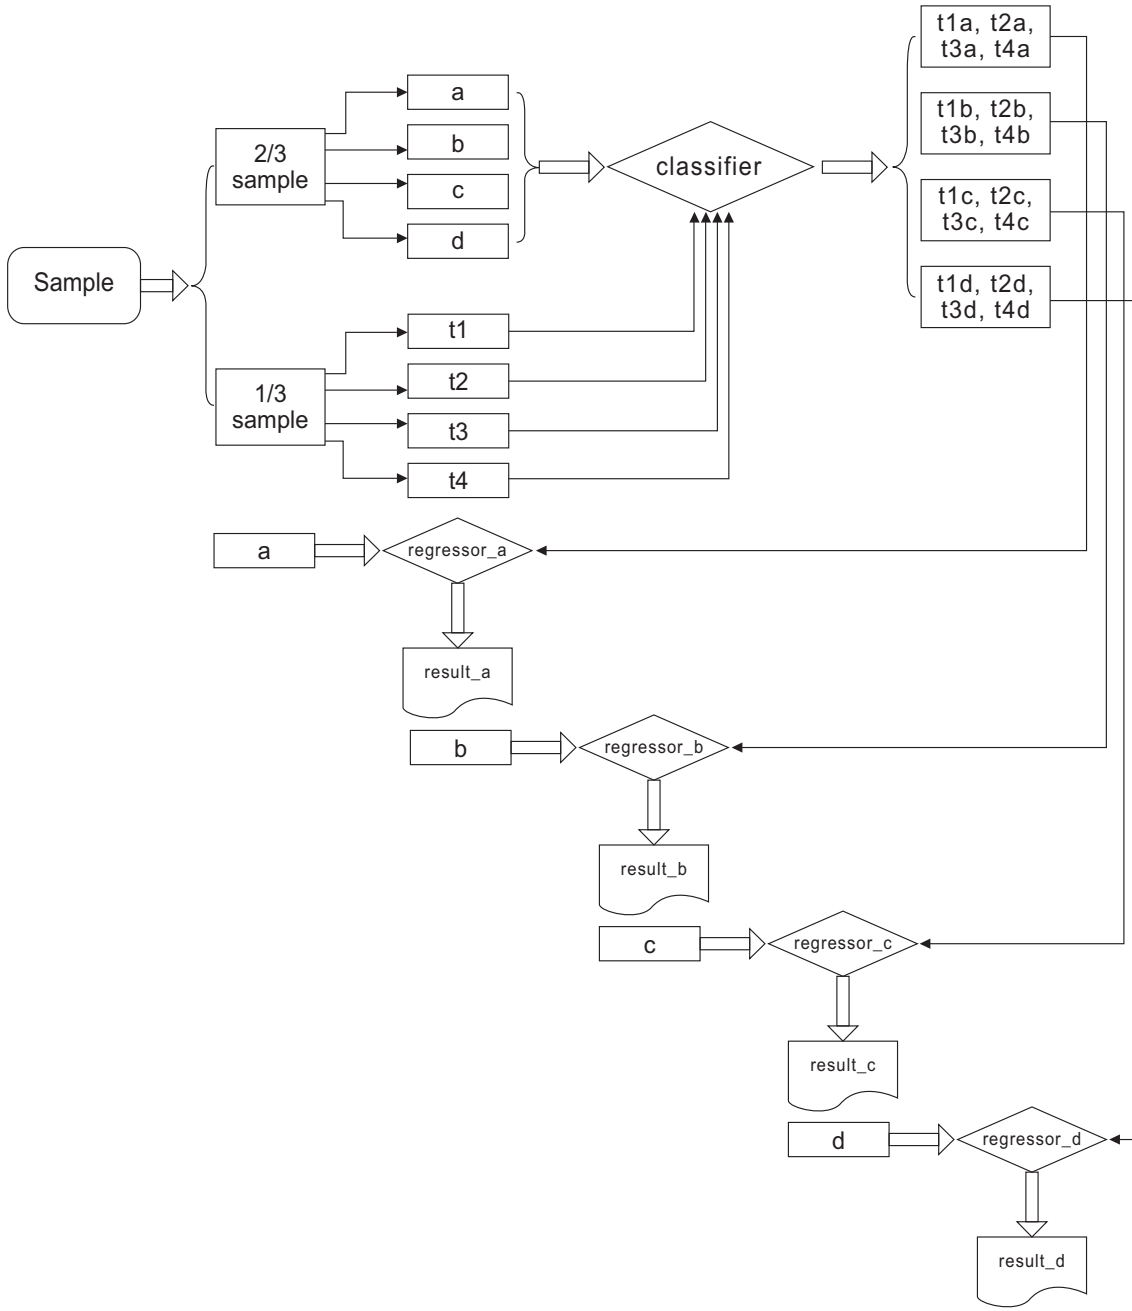 t1a, t2a,
t3a, t4a
a
2/3
sample
b
t1b, t2b,
t3b, t4b
classifier
c
t1c, t2c,
t3c, t4c
d
Sample
t1d, t2d,
t3d, t4d
t1
1/3
sample
t2
t3
t4
a
regressor_a
result_a
b
regressor_b
result_b
c
regressor_c
result_c
d
regressor_d
result_d